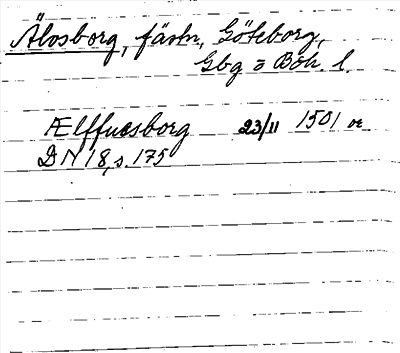 Älvsborg, fästn, Göteborg,
Gbg o Boh. l.
Ælffuesborg 23/11 1501 or
DN 18, s. 175